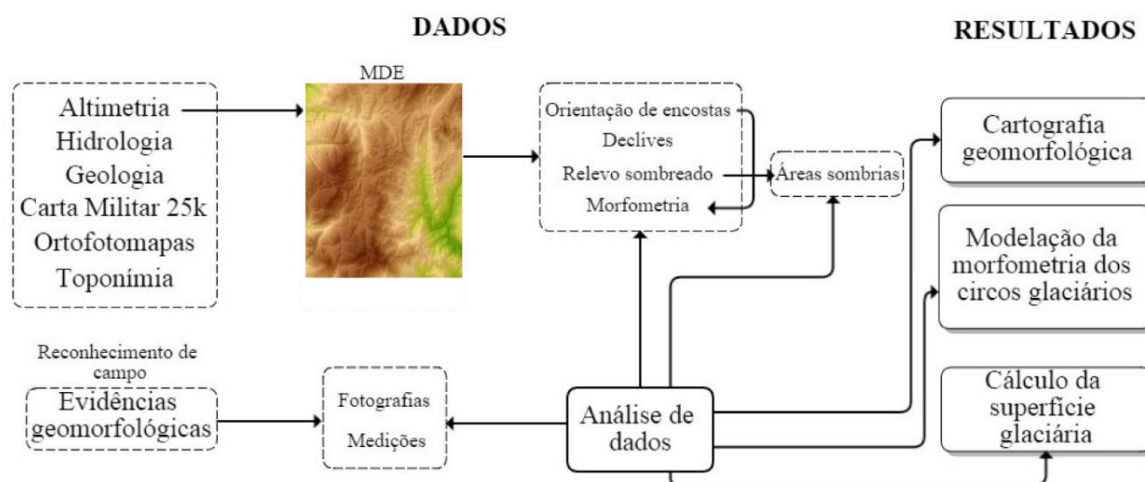 DADOS
RESULTADOS
MDE
Altimetria
Hidrologia
Geologia
Carta Militar 25k
Ortofotomapas
Toponímia
Orientação de encostas
Declives
Relevo sombreado
Morfometria
Áreas sombrias
Cartografia
geomorfológica
Modelação da
morfometria dos
circos glaciários
Reconhecimento de
campo
Evidências
geomorfológicas
Fotografias
Medições
Análise de
dados
Cálculo da
superfície
glaciária